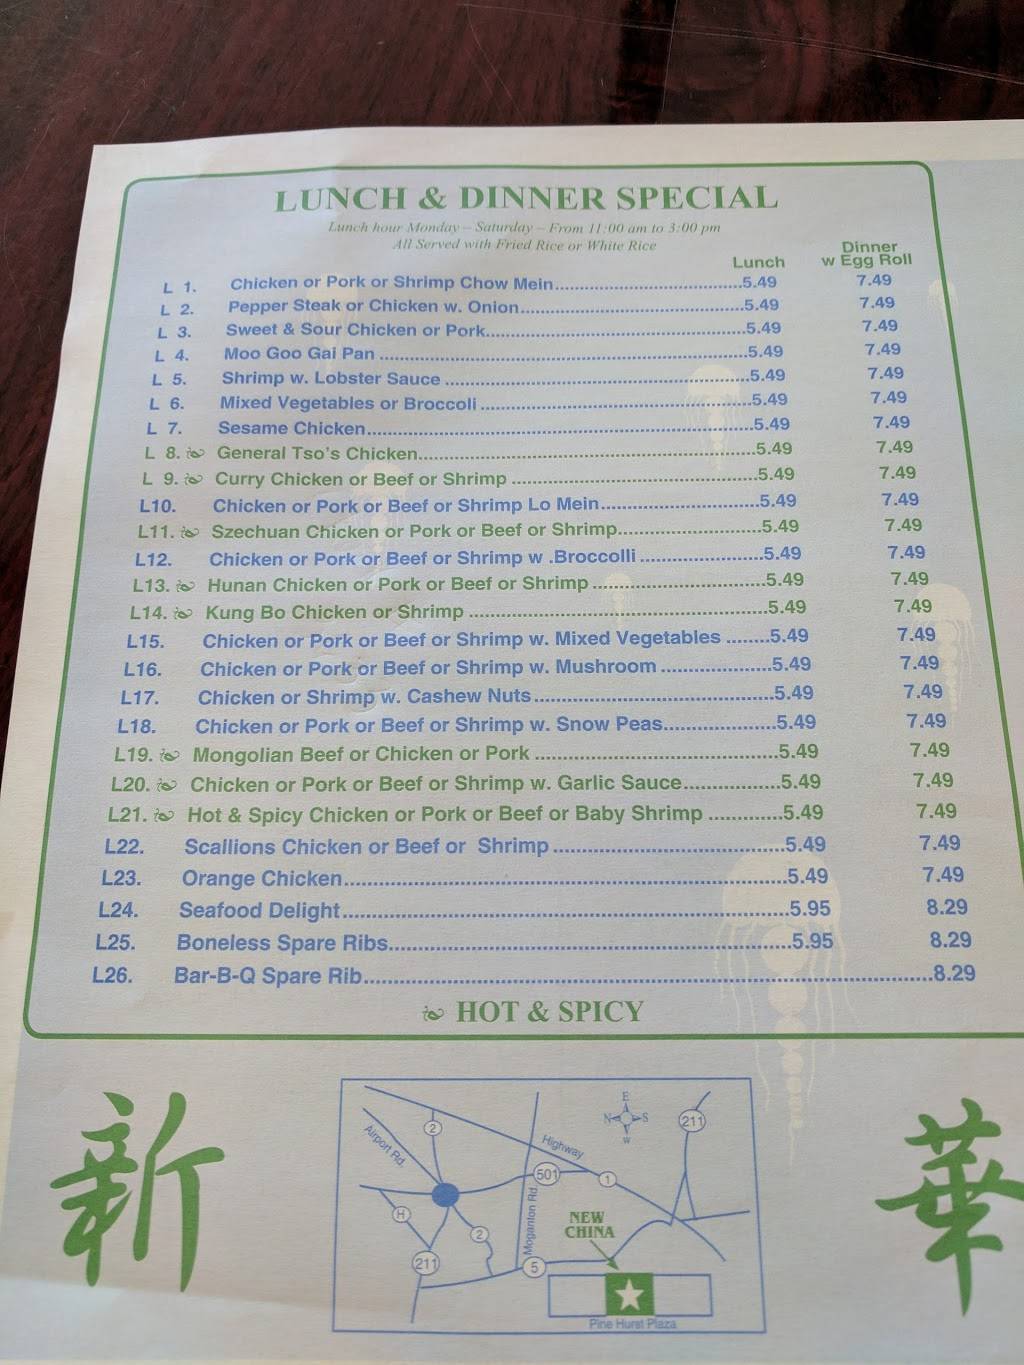 LUNCH & DINNER SPECIAL
Lunch hour Monday – Saturday – From 11:00 am to 3:00 pm
All Served with Fried Rice or White Rice
Lunch Dinner w Egg Roll
L 1. Chicken or Pork or Shrimp Chow Mein 5.49 7.49
L 2. Pepper Steak or Chicken w. Onion 5.49 7.49
L 3. Sweet & Sour Chicken or Pork 5.49 7.49
L 4. Moo Goo Gai Pan 5.49 7.49
L 5. Shrimp w. Lobster Sauce 5.49 7.49
L 6. Mixed Vegetables or Broccoli 5.49 7.49
L 7. Sesame Chicken 5.49 7.49
L 8. General Tso's Chicken 5.49 7.49
L 9. Curry Chicken or Beef or Shrimp 5.49 7.49
L10. Chicken or Pork or Beef or Shrimp Lo Mein 5.49 7.49
L11. Szechuan Chicken or Pork or Beef or Shrimp 5.49 7.49
L12. Chicken or Pork or Beef or Shrimp w .Broccolli 5.49 7.49
L13. Hunan Chicken or Pork or Beef or Shrimp 5.49 7.49
L14. Kung Bo Chicken or Shrimp 5.49 7.49
L15. Chicken or Pork or Beef or Shrimp w. Mixed Vegetables 5.49 7.49
L16. Chicken or Pork or Beef or Shrimp w. Mushroom 5.49 7.49
L17. Chicken or Shrimp w. Cashew Nuts 5.49 7.49
L18. Chicken or Pork or Beef or Shrimp w. Snow Peas 5.49 7.49
L19. Mongolian Beef or Chicken or Pork 5.49 7.49
L20. Chicken or Pork or Beef or Shrimp w. Garlic Sauce 5.49 7.49
L21. Hot & Spicy Chicken or Pork or Beef or Baby Shrimp 5.49 7.49
L22. Scallions Chicken or Beef or Shrimp 5.49 7.49
L23. Orange Chicken 5.49 7.49
L24. Seafood Delight 5.95 8.29
L25. Boneless Spare Ribs 5.95 8.29
L26. Bar-B-Q Spare Rib 8.29
HOT & SPICY
新 華
E
N S
W
2
211
Airport Rd.
Highway
501
1
H
2
Moganton Rd.
NEW
CHINA
211
5
Pine Hurst Plaza